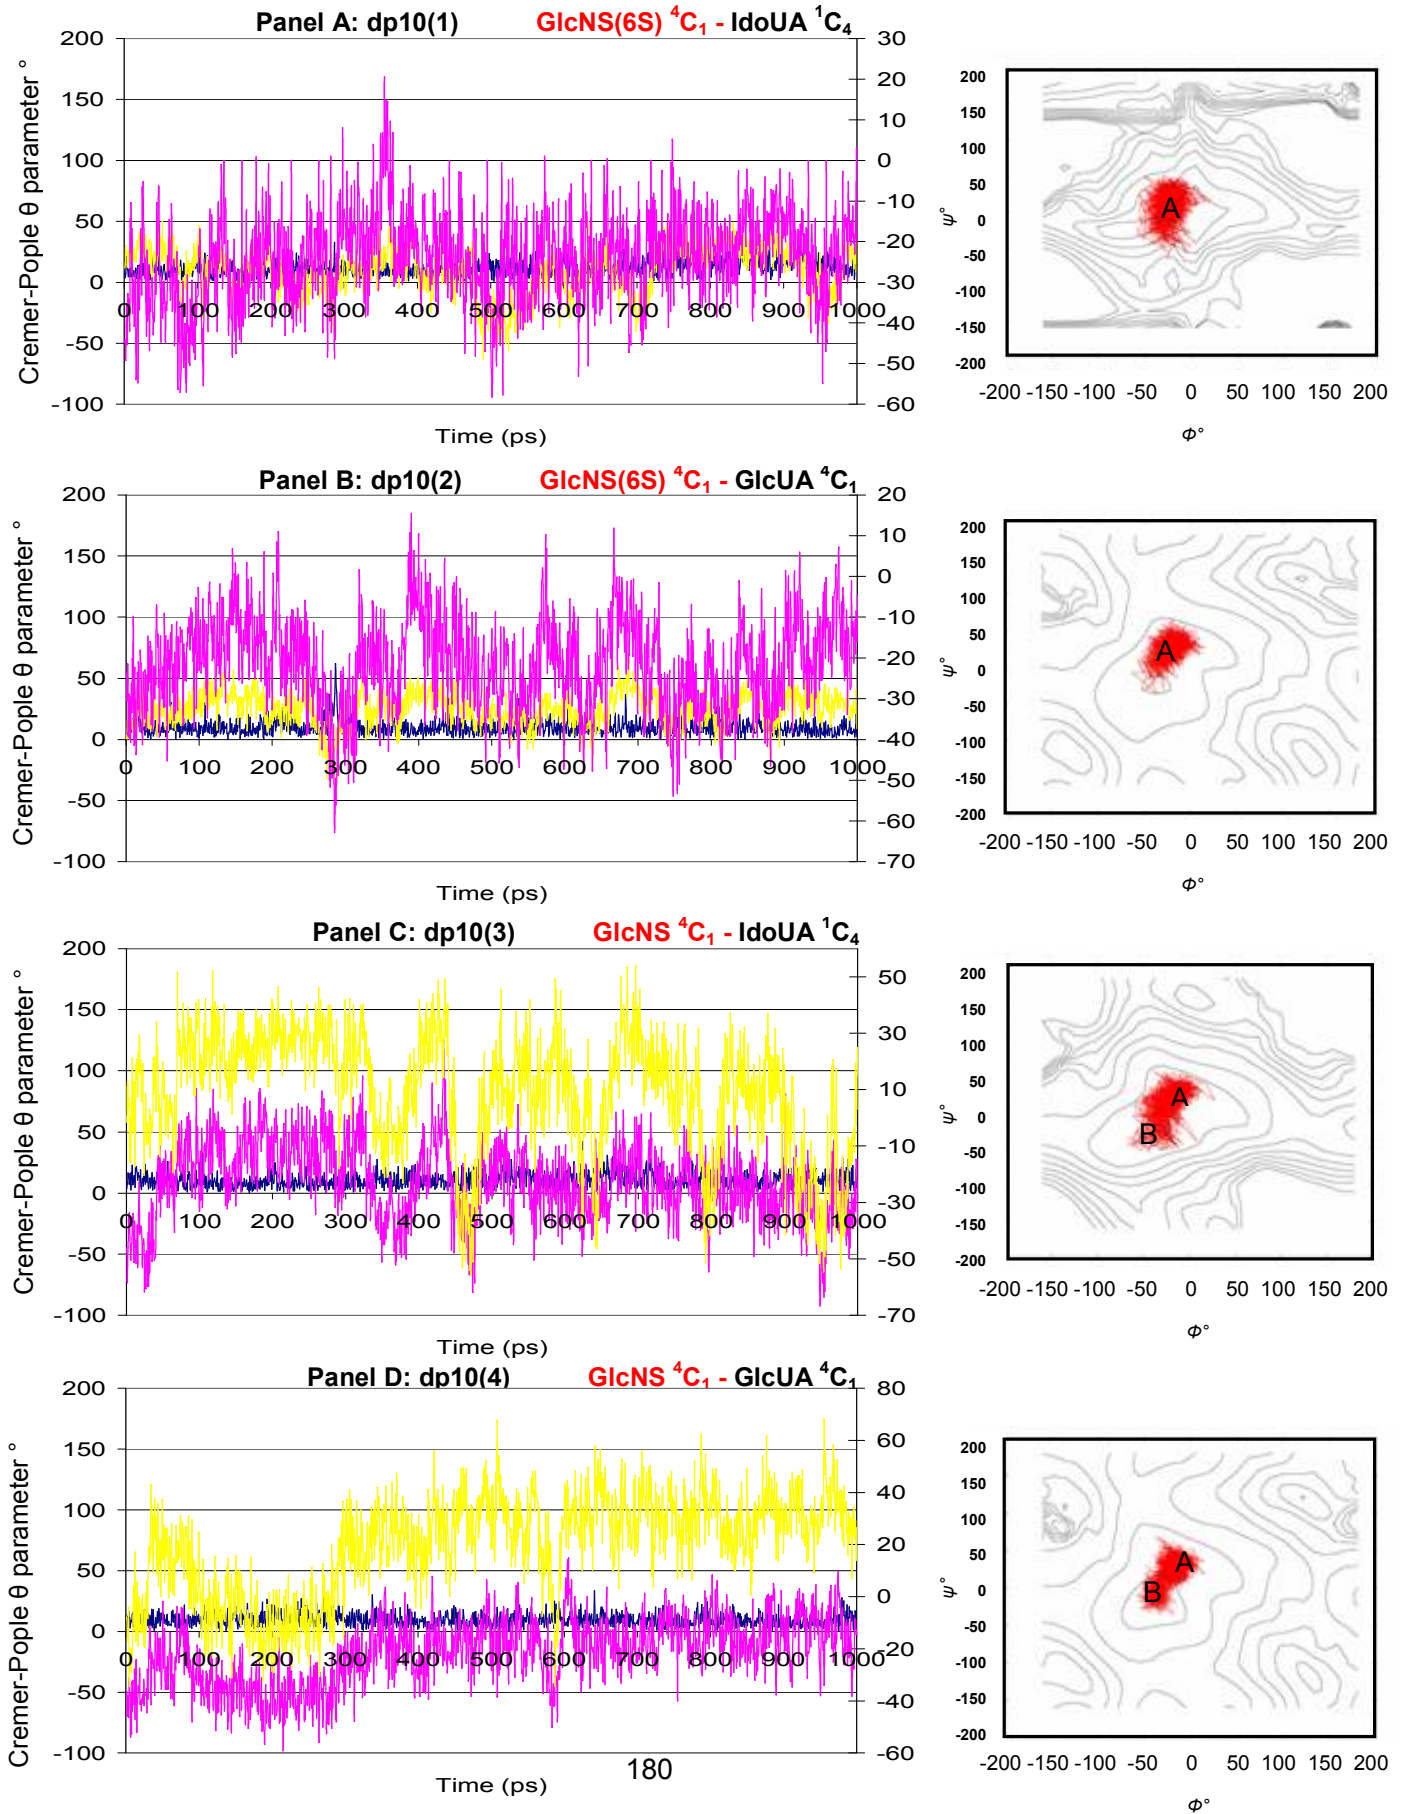 Panel A: dp10(1) GlcNS(6S) ⁴C₁ - IdoUA ¹C₄
Cremer-Pople θ parameter °
200
150
100
50
0
-50
-100
0 100 200 300 400 500 600 700 800 900 1000
30
20
10
0
-10
-20
-30
-40
-50
-60
Time (ps)
ψ°
200
150
100
50
0
-50
-100
-150
-200
A
-200 -150 -100 -50 0 50 100 150 200
Φ°
Panel B: dp10(2) GlcNS(6S) ⁴C₁ - GlcUA ⁴C₁
Cremer-Pople θ parameter °
200
150
100
50
0
-50
-100
0 100 200 300 400 500 600 700 800 900 1000
20
10
0
-10
-20
-30
-40
-50
-60
-70
Time (ps)
ψ°
200
150
100
50
0
-50
-100
-150
-200
A
-200 -150 -100 -50 0 50 100 150 200
Φ°
Panel C: dp10(3) GlcNS ⁴C₁ - IdoUA ¹C₄
Cremer-Pople θ parameter °
200
150
100
50
0
-50
-100
0 100 200 300 400 500 600 700 800 900 1000
50
30
10
-10
-30
-50
-70
Time (ps)
ψ°
200
150
100
50
0
-50
-100
-150
-200
A
B
-200 -150 -100 -50 0 50 100 150 200
Φ°
Panel D: dp10(4) GlcNS ⁴C₁ - GlcUA ⁴C₁
Cremer-Pople θ parameter °
200
150
100
50
0
-50
-100
0 100 200 300 400 500 600 700 800 900 1000
80
60
40
20
0
-20
-40
-60
Time (ps)
ψ°
200
150
100
50
0
-50
-100
-150
-200
A
B
-200 -150 -100 -50 0 50 100 150 200
Φ°
180